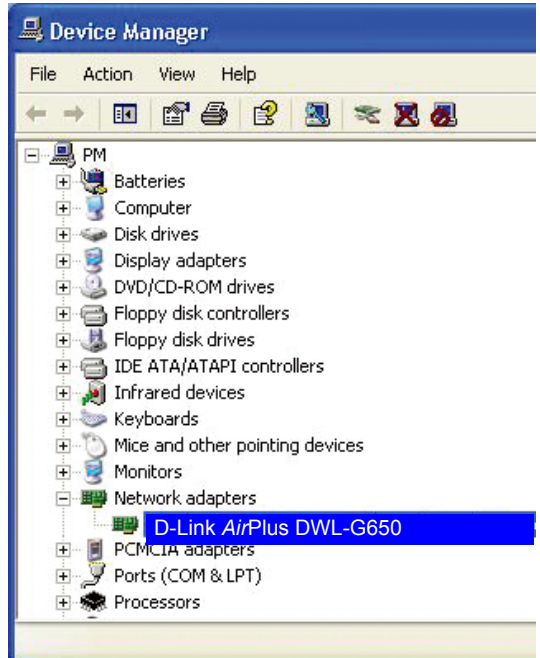 Device Manager
File Action View Help
PM
Batteries
Computer
Disk drives
Display adapters
DVD/CD-ROM drives
Floppy disk controllers
Floppy disk drives
IDE ATA/ATAPI controllers
Infrared devices
Keyboards
Mice and other pointing devices
Monitors
Network adapters
D-Link AirPlus DWL-G650
PCMCIA adapters
Ports (COM & LPT)
Processors